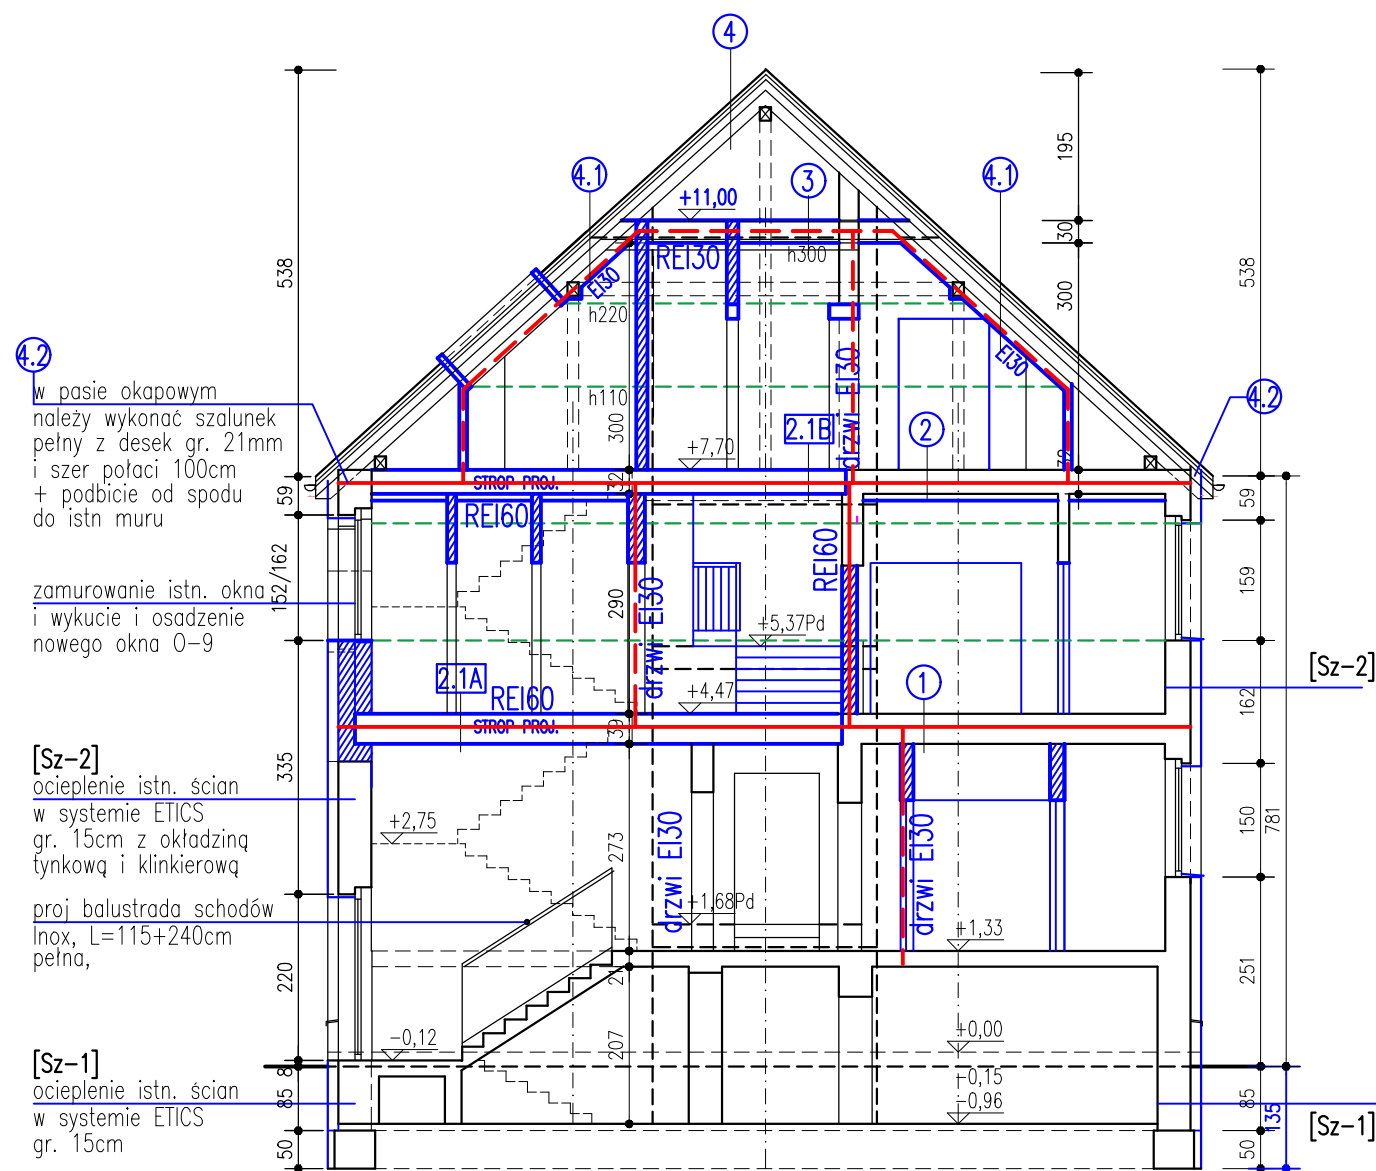 4
195
4.1
3
4.1
+11,00
30
538
REI30
h300
538
EI30
300
h220
EI30
4.2
w pasie okapowym
należy wykonać szalunek
pełny z desek gr. 21mm
i szer połaci 100cm
+ podbicie od spodu
do istn muru
h110
300
drzwi EI30
2.1B
2
4.2
+7,70
59
STROP PROJ.
32
59
REI60
152/162
zamurowanie istn. okna
i wykucie i osadzenie
nowego okna O-9
290
drzwi EI30
REI60
159
+5,37Pd
[Sz-2]
2.1A
REI60
+4,47
1
162
STROP PROJ.
39
[Sz-2]
ocieplenie istn. ścian
w systemie ETICS
gr. 15cm z okładziną
tynkową i klinkierową
335
+2,75
273
drzwi EI30
drzwi EI30
150
781
proj balustrada schodów
Inox, L=115+240cm
pełna,
+1,68Pd
+1,33
220
251
-0,12
207
+0,00
[Sz-1]
ocieplenie istn. ścian
w systemie ETICS
gr. 15cm
8
85
-0,15
-0,96
85
135
[Sz-1]
50
50